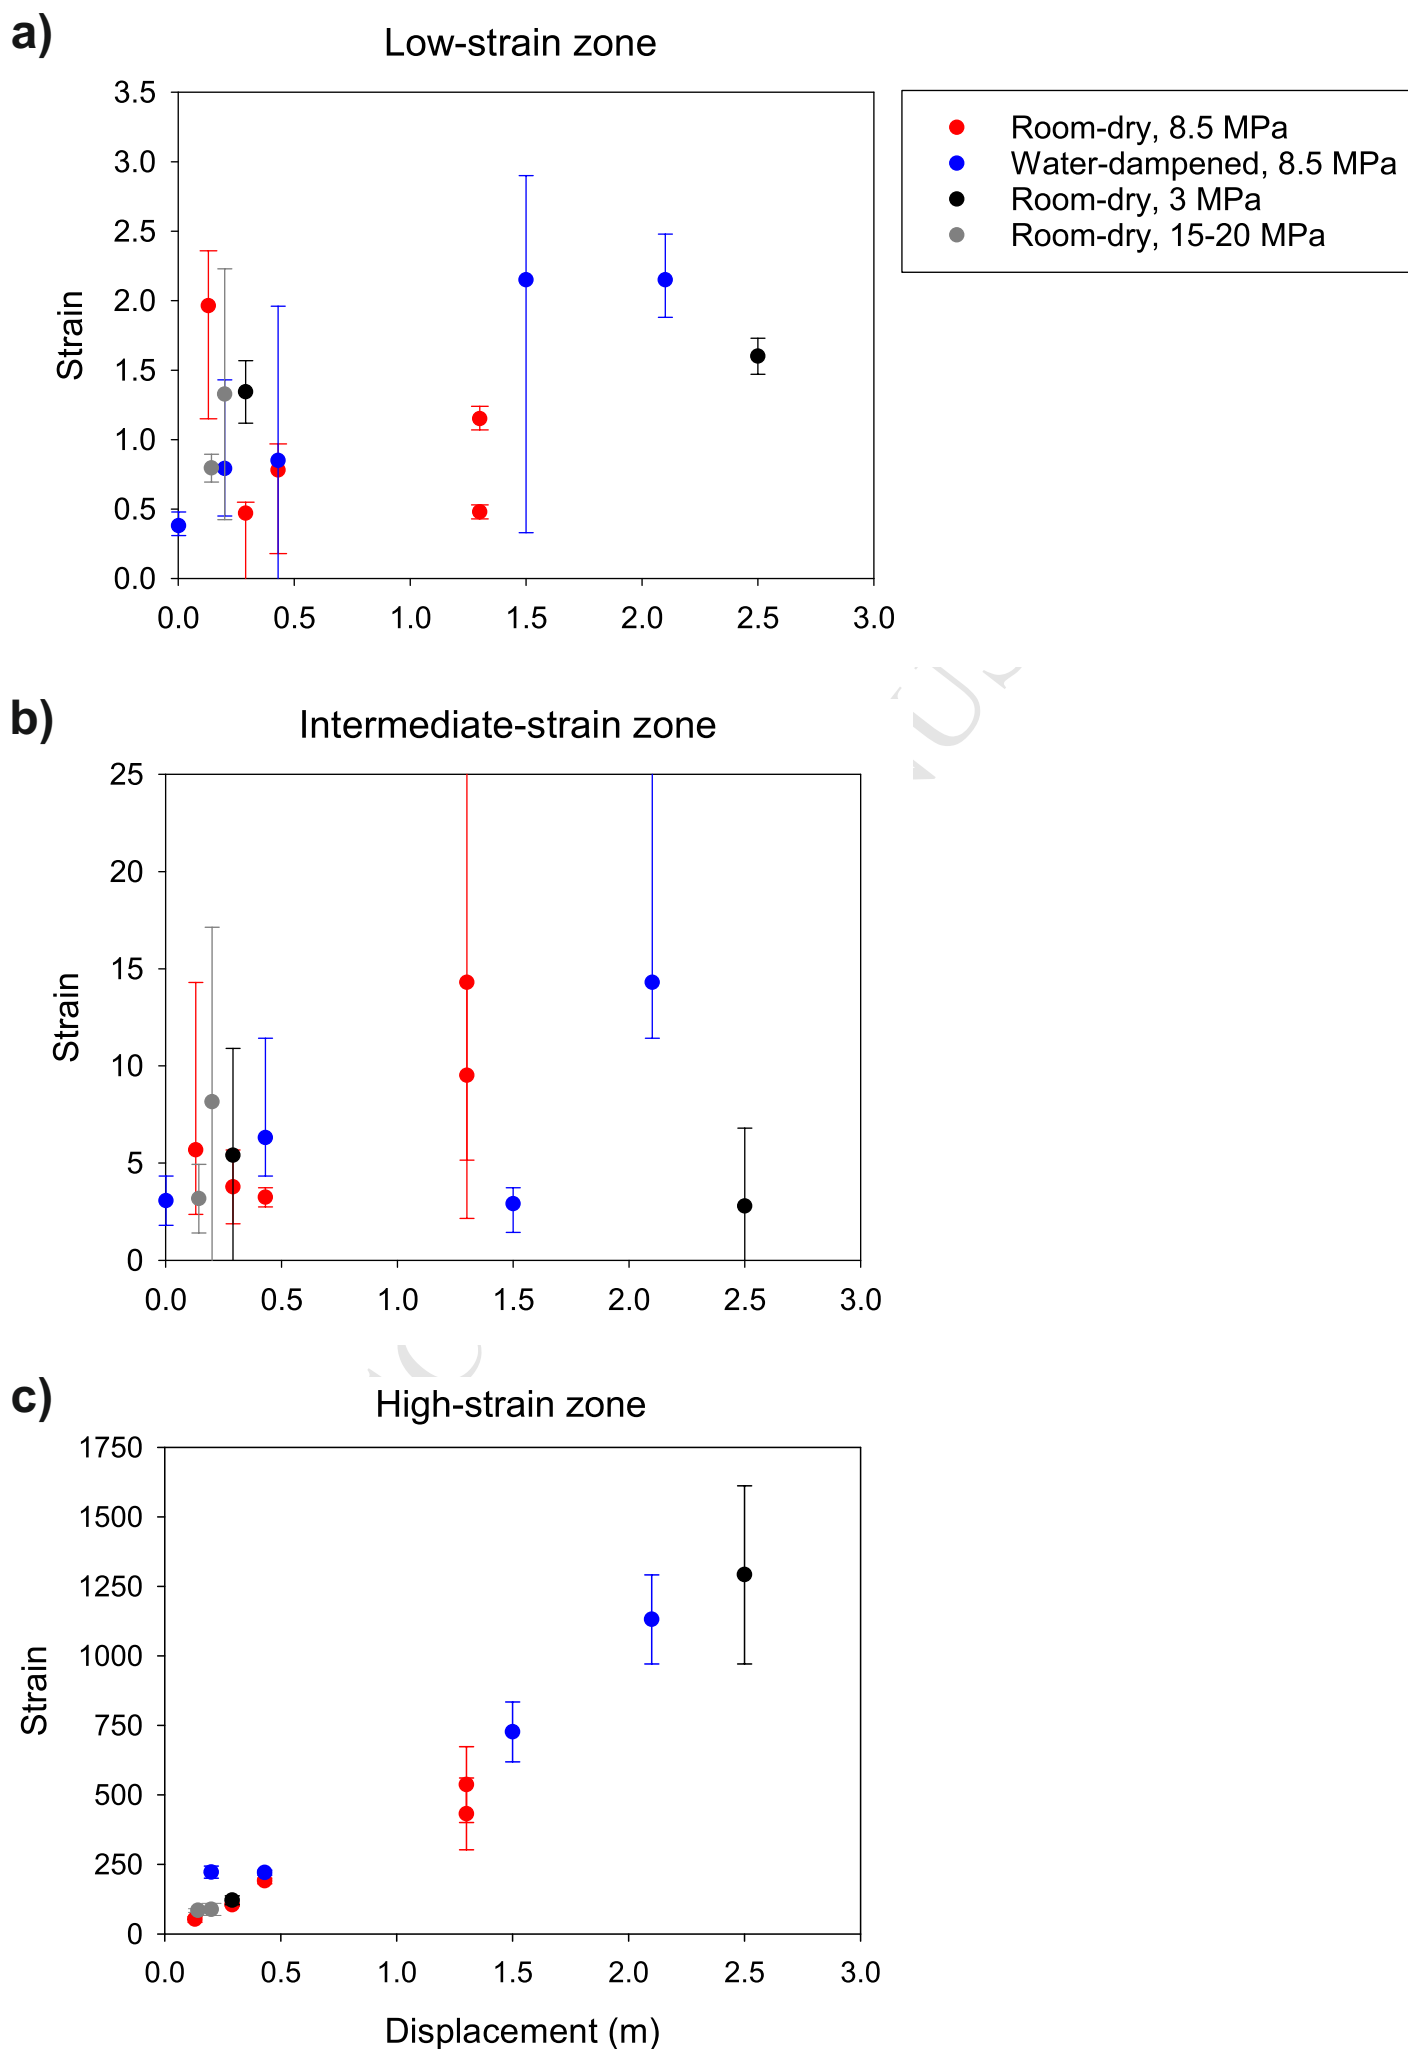 a)
Low-strain zone
3.5
3.0
2.5
2.0
1.5
1.0
0.5
0.0
Strain
0.0 0.5 1.0 1.5 2.0 2.5 3.0
Room-dry, 8.5 MPa
Water-dampened, 8.5 MPa
Room-dry, 3 MPa
Room-dry, 15-20 MPa
b)
Intermediate-strain zone
25
20
15
10
5
0
Strain
0.0 0.5 1.0 1.5 2.0 2.5 3.0
c)
High-strain zone
1750
1500
1250
1000
750
500
250
0
Strain
0.0 0.5 1.0 1.5 2.0 2.5 3.0
Displacement (m)